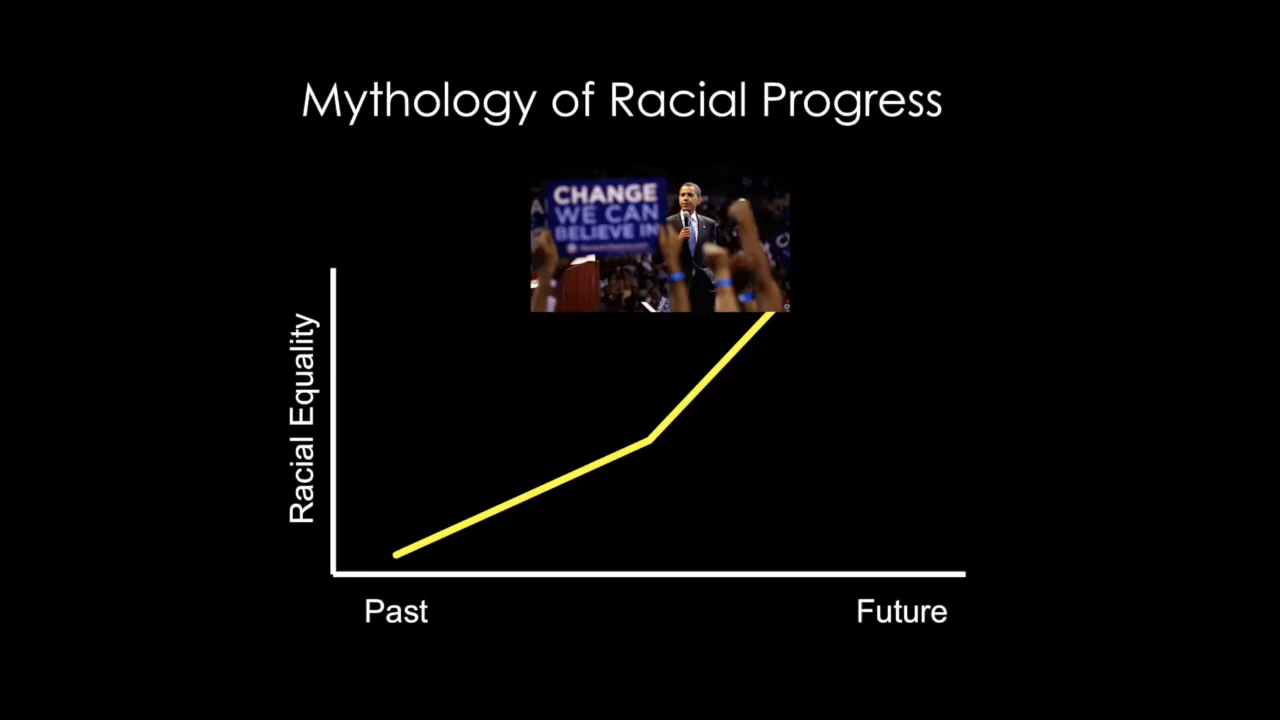 Mythology of Racial Progress
CHANGE
WE CAN
BELIEVE IN
Racial Equality
Past
Future